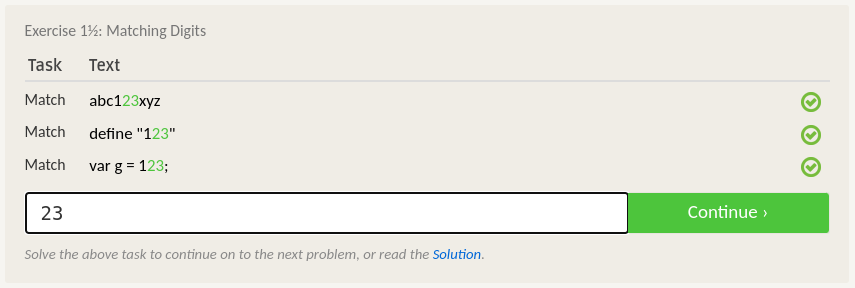 Exercise 1½: Matching Digits
Task Text
Match abc123xyz
Match define "123"
Match var g = 123;
23 Continue ›
Solve the above task to continue on to the next problem, or read the Solution.